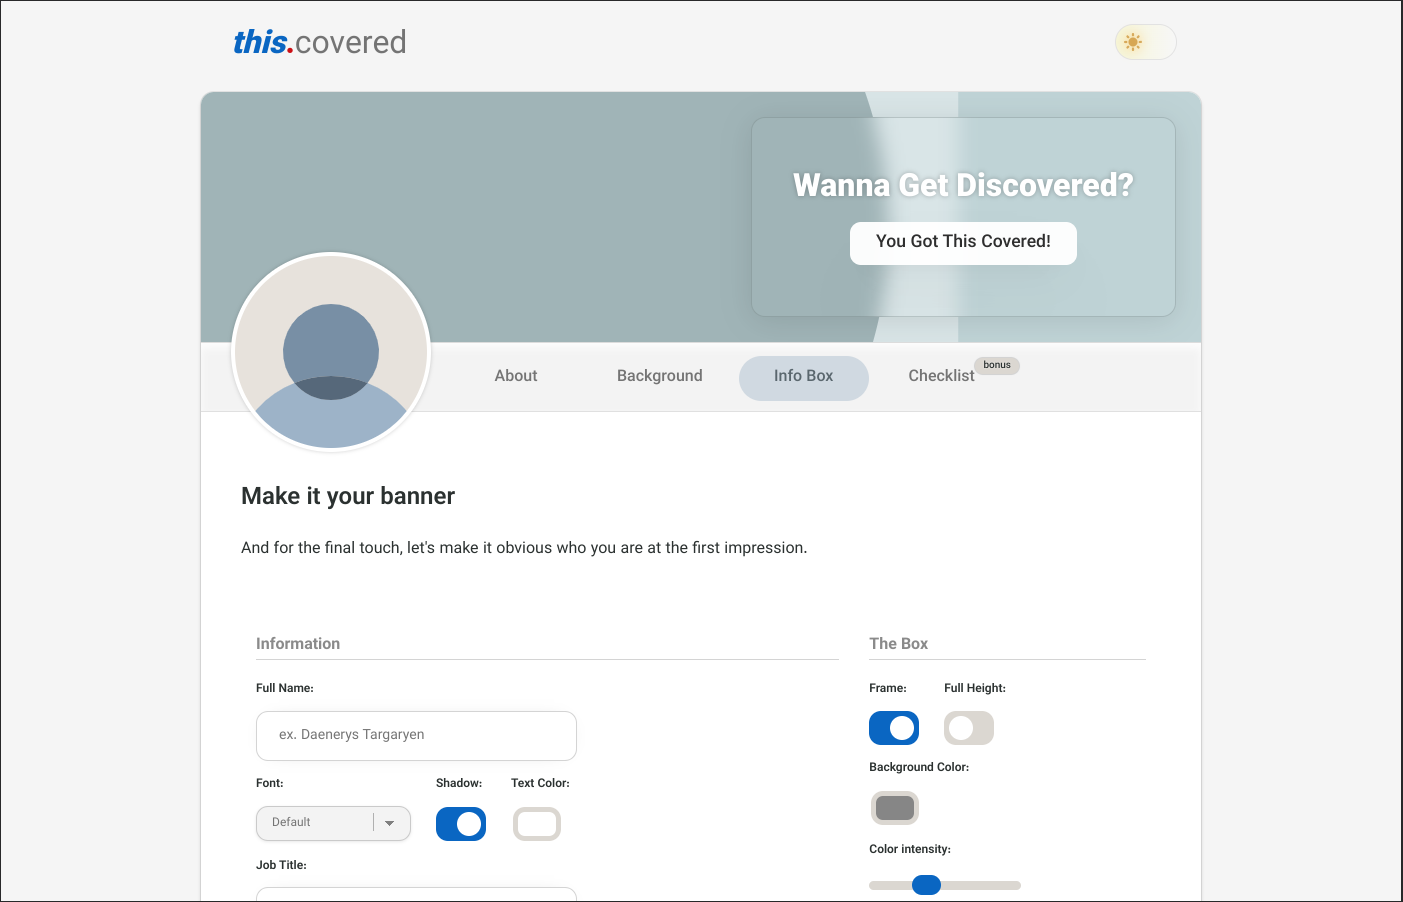 this.covered
Wanna Get Discovered?
You Got This Covered!
About
Background
Info Box
Checklist
bonus
Make it your banner
And for the final touch, let's make it obvious who you are at the first impression.
Information
Full Name:
ex. Daenerys Targaryen
Font:
Shadow:
Text Color:
Default
Job Title:
The Box
Frame:
Full Height:
Background Color:
Color intensity: